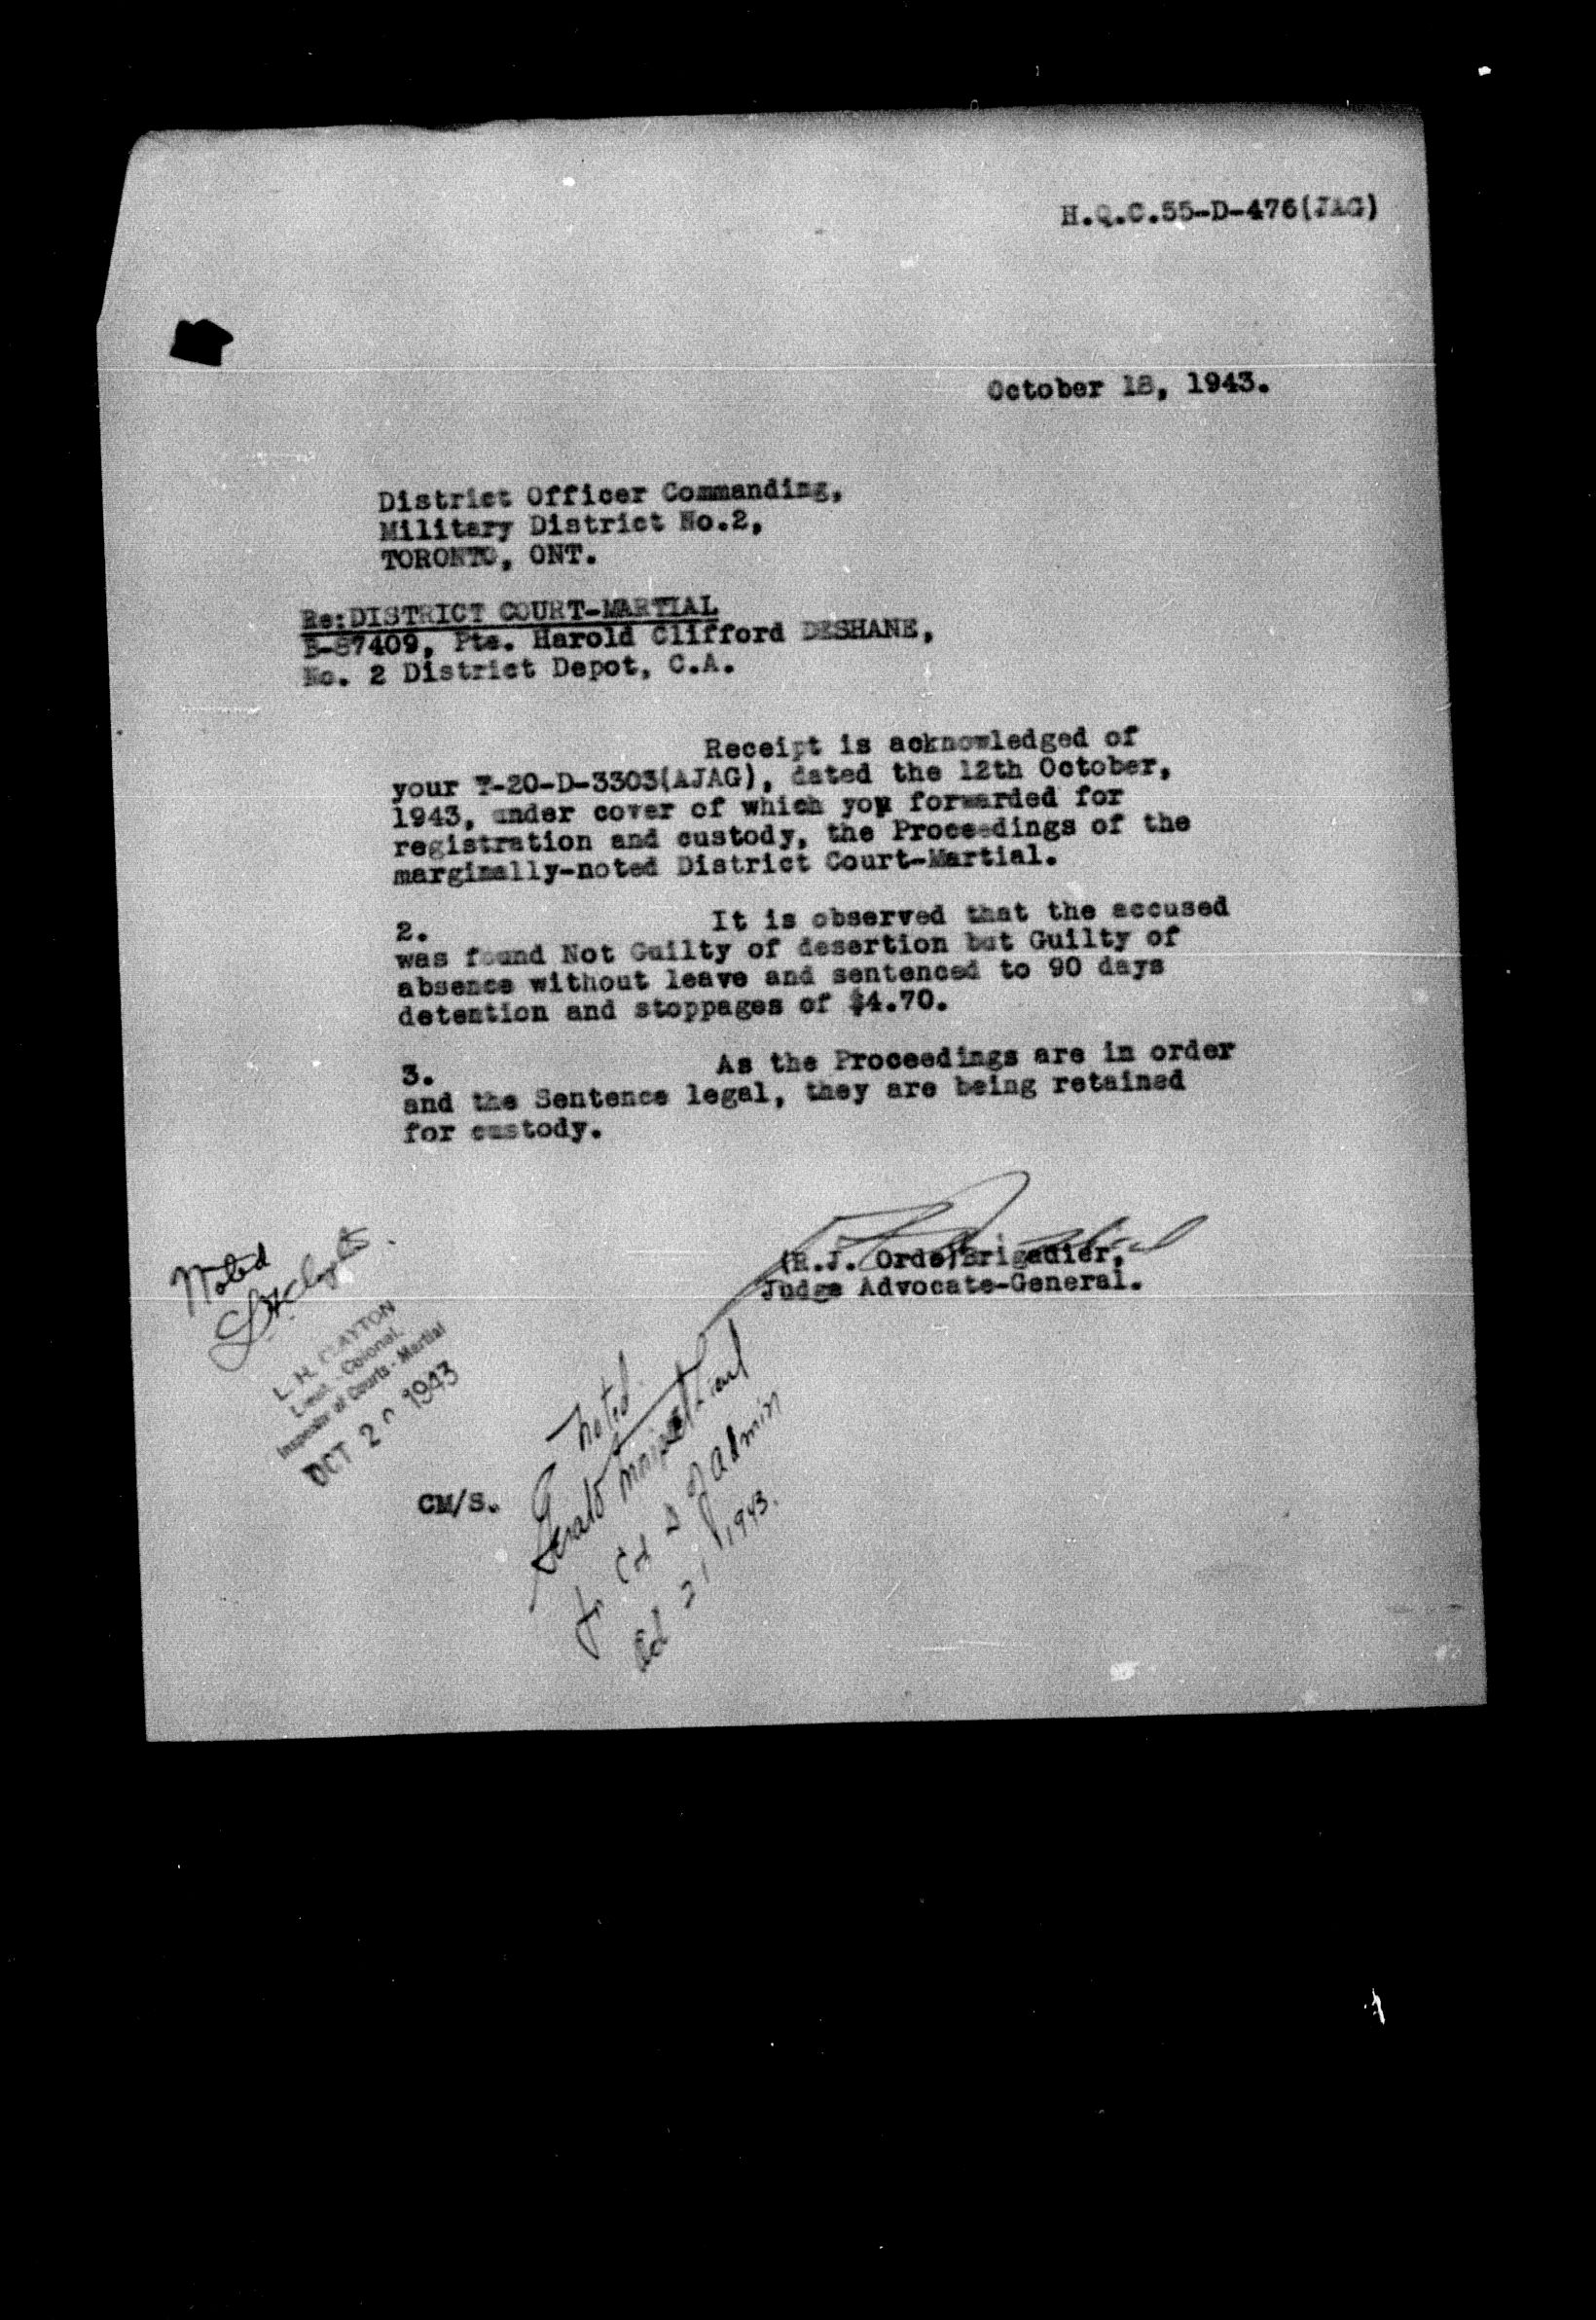 H.Q.C.55-D-476(JAG)
October 18, 1943.
District Officer Commanding,
Military District No.2,
TORONTO, ONT.
Re:DISTRICT COURT-MARTIAL
B-87409, Pte. Harold Clifford DESHANE,
No. 2 District Depot, C.A.
Receipt is acknowledged of
your T-20-D-3303(AJAG), dated the 12th October,
1943, under cover of which you forwarded for
registration and custody, the Proceedings of the
marginally-noted District Court-Martial.
2. It is observed that the accused
was found Not Guilty of desertion but Guilty of
absence without leave and sentenced to 90 days
detention and stoppages of $4.70.
3. As the Proceedings are in order
and the Sentence legal, they are being retained
for custody.
(R.J. Orde)Brigadier,
Judge Advocate-General.
Noted
L. H. CLAYTON
Lieut. - Colonel.
Inspector of Courts - Martial
OCT 20 1943
CM/S.
Noted
of Admin
21 1943.